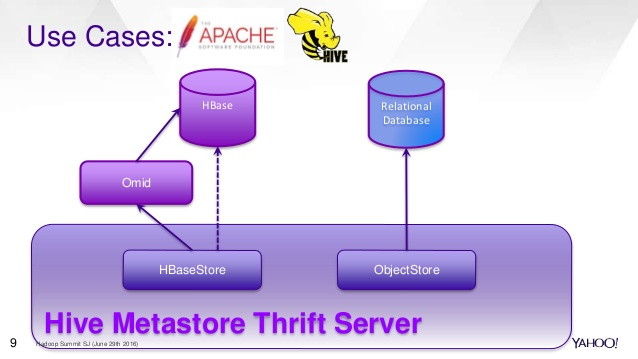 Use Cases:
THE
APACHE
SOFTWARE FOUNDATION
HIVE
HBase
Relational
Database
Omid
HBaseStore
ObjectStore
Hive Metastore Thrift Server
9
Hadoop Summit SJ (June 29th 2016)
YAHOO!